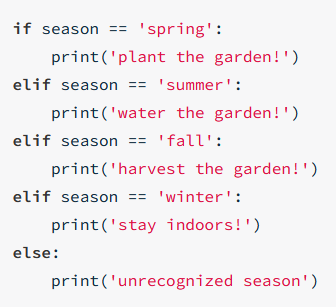 if season == 'spring':
    print('plant the garden!')
elif season == 'summer':
    print('water the garden!')
elif season == 'fall':
    print('harvest the garden!')
elif season == 'winter':
    print('stay indoors!')
else:
    print('unrecognized season')